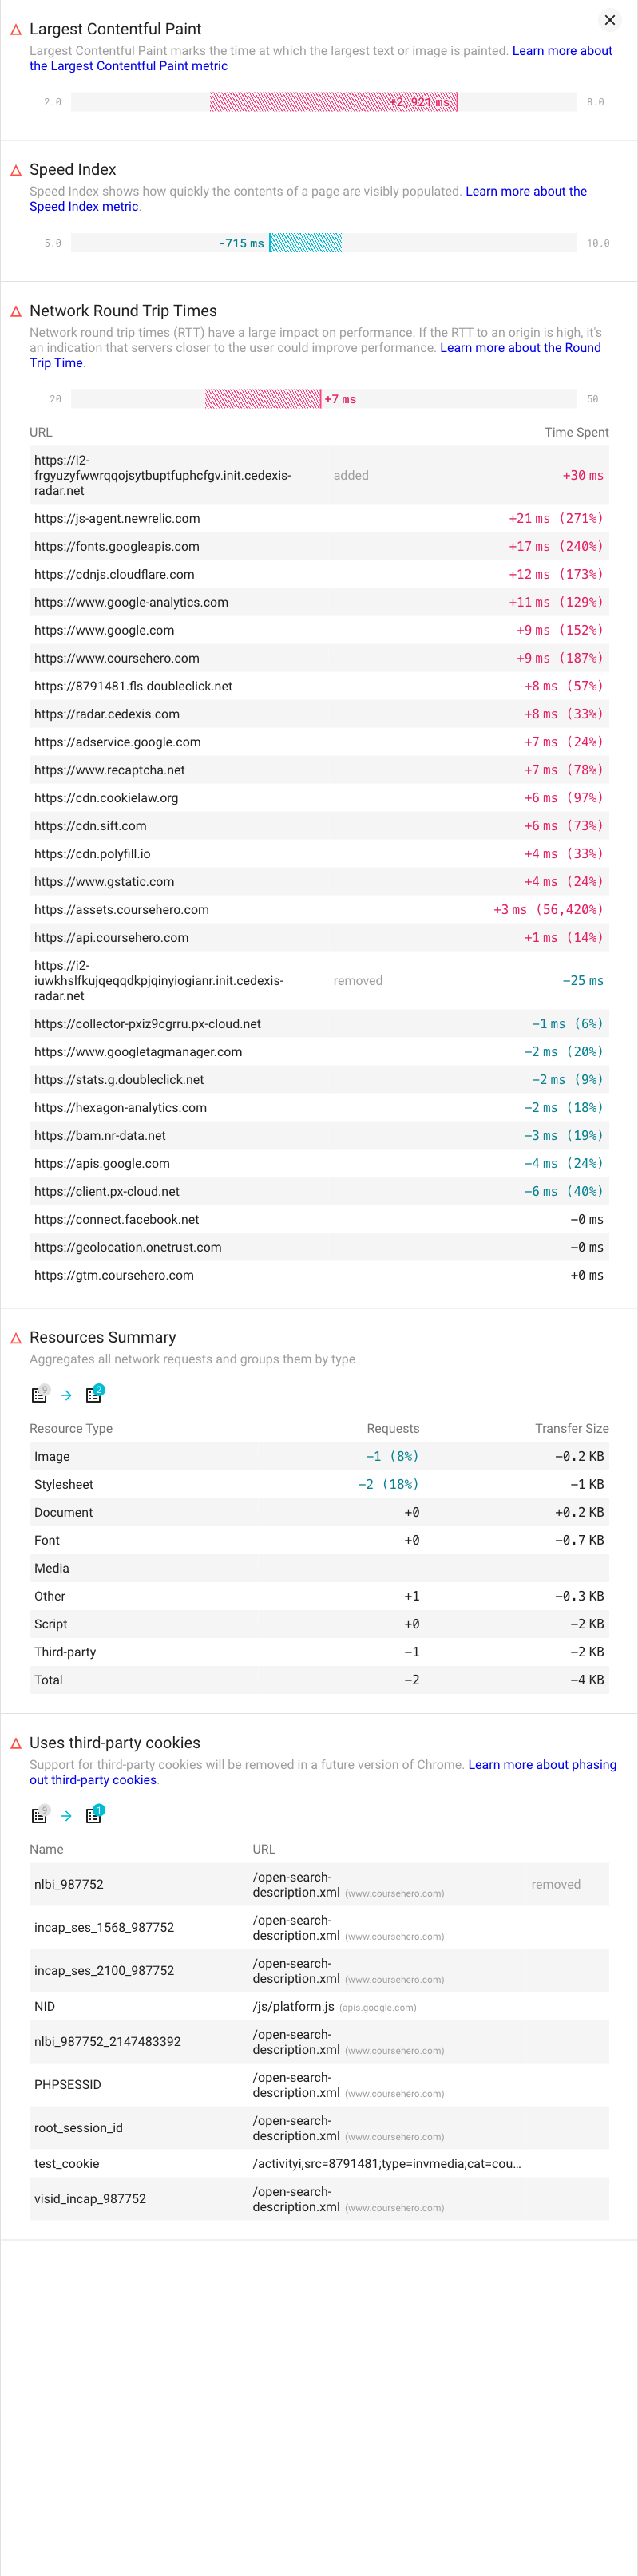 Largest Contentful Paint
Largest Contentful Paint marks the time at which the largest text or image is painted. Learn more about
the Largest Contentful Paint metric
2.0 +2,921 ms 8.0
Speed Index
Speed Index shows how quickly the contents of a page are visibly populated. Learn more about the
Speed Index metric.
5.0 -715 ms 10.0
Network Round Trip Times
Network round trip times (RTT) have a large impact on performance. If the RTT to an origin is high, it's
an indication that servers closer to the user could improve performance. Learn more about the Round
Trip Time.
20 +7 ms 50
URL Time Spent
https://i2-
frgyuzyfwwrqqojsytbuptfuphcfgv.init.cedexis- added +30 ms
radar.net
https://js-agent.newrelic.com +21 ms (271%)
https://fonts.googleapis.com +17 ms (240%)
https://cdnjs.cloudflare.com +12 ms (173%)
https://www.google-analytics.com +11 ms (129%)
https://www.google.com +9 ms (152%)
https://www.coursehero.com +9 ms (187%)
https://8791481.fls.doubleclick.net +8 ms (57%)
https://radar.cedexis.com +8 ms (33%)
https://adservice.google.com +7 ms (24%)
https://www.recaptcha.net +7 ms (78%)
https://cdn.cookielaw.org +6 ms (97%)
https://cdn.sift.com +6 ms (73%)
https://cdn.polyfill.io +4 ms (33%)
https://www.gstatic.com +4 ms (24%)
https://assets.coursehero.com +3 ms (56,420%)
https://api.coursehero.com +1 ms (14%)
https://i2-
iuwkhslfkujqeqqdkpjqinyiogianr.init.cedexis- removed −25 ms
radar.net
https://collector-pxiz9cgrru.px-cloud.net −1 ms (6%)
https://www.googletagmanager.com −2 ms (20%)
https://stats.g.doubleclick.net −2 ms (9%)
https://hexagon-analytics.com −2 ms (18%)
https://bam.nr-data.net −3 ms (19%)
https://apis.google.com −4 ms (24%)
https://client.px-cloud.net −6 ms (40%)
https://connect.facebook.net −0 ms
https://geolocation.onetrust.com −0 ms
https://gtm.coursehero.com +0 ms
Resources Summary
Aggregates all network requests and groups them by type
9 2
Resource Type Requests Transfer Size
Image −1 (8%) −0.2 KB
Stylesheet −2 (18%) −1 KB
Document +0 +0.2 KB
Font +0 −0.7 KB
Media
Other +1 −0.3 KB
Script +0 −2 KB
Third-party −1 −2 KB
Total −2 −4 KB
Uses third-party cookies
Support for third-party cookies will be removed in a future version of Chrome. Learn more about phasing
out third-party cookies.
9 1
Name URL
nlbi_987752 /open-search- removed
description.xml (www.coursehero.com)
incap_ses_1568_987752 /open-search-
description.xml (www.coursehero.com)
incap_ses_2100_987752 /open-search-
description.xml (www.coursehero.com)
NID /js/platform.js (apis.google.com)
nlbi_987752_2147483392 /open-search-
description.xml (www.coursehero.com)
PHPSESSID /open-search-
description.xml (www.coursehero.com)
root_session_id /open-search-
description.xml (www.coursehero.com)
test_cookie /activityi;src=8791481;type=invmedia;cat=cou…
visid_incap_987752 /open-search-
description.xml (www.coursehero.com)